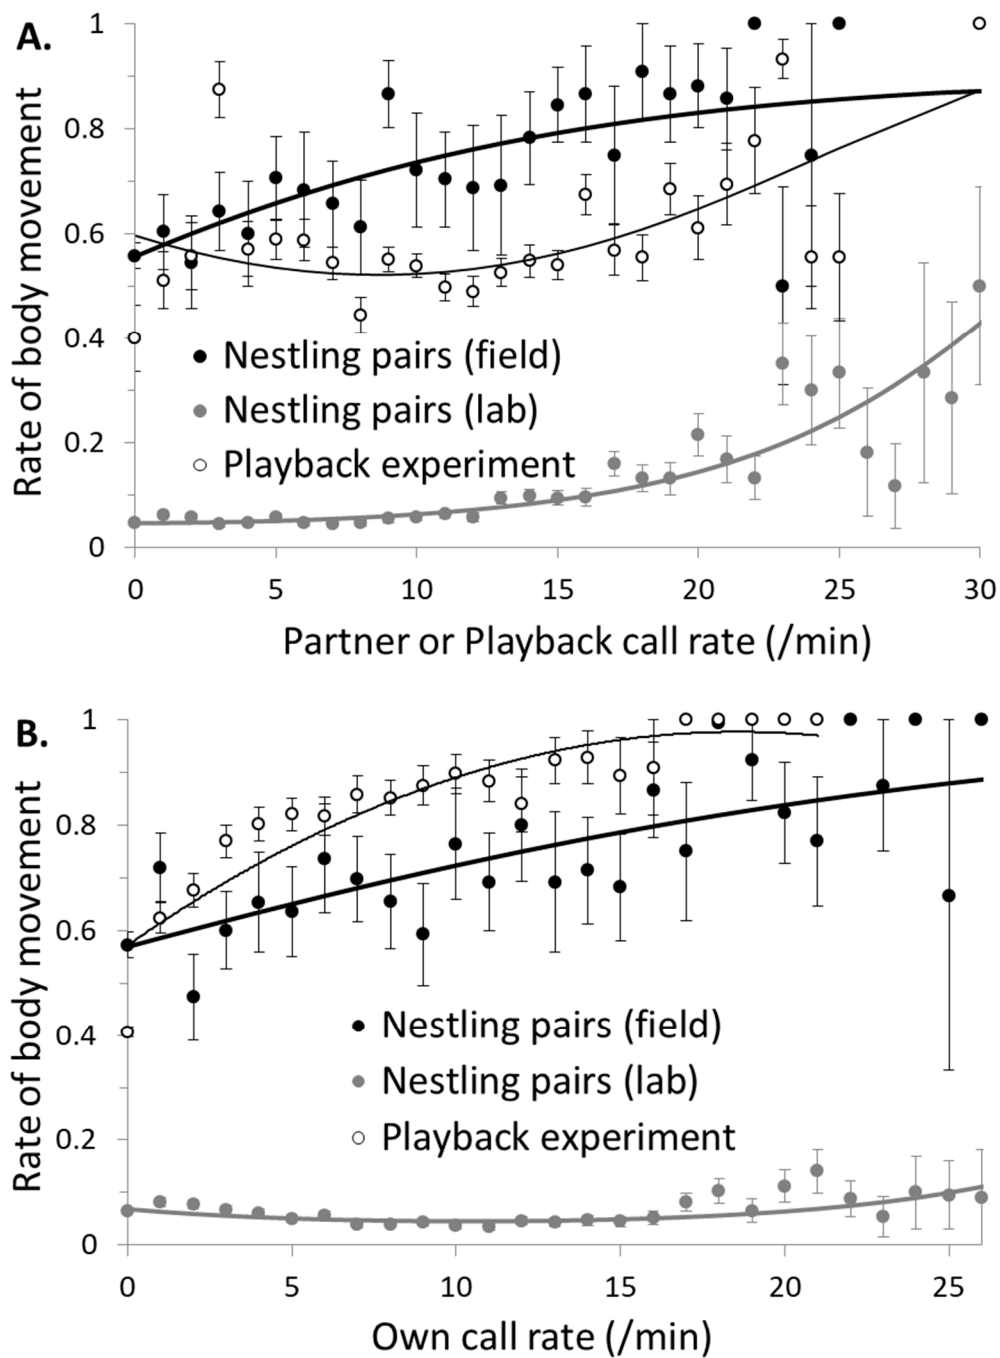 A.
Rate of body movement
1
0.8
0.6
0.4
0.2
0
Nestling pairs (field)
Nestling pairs (lab)
Playback experiment
0 5 10 15 20 25 30
Partner or Playback call rate (/min)
B.
Rate of body movement
1
0.8
0.6
0.4
0.2
0
Nestling pairs (field)
Nestling pairs (lab)
Playback experiment
0 5 10 15 20 25
Own call rate (/min)